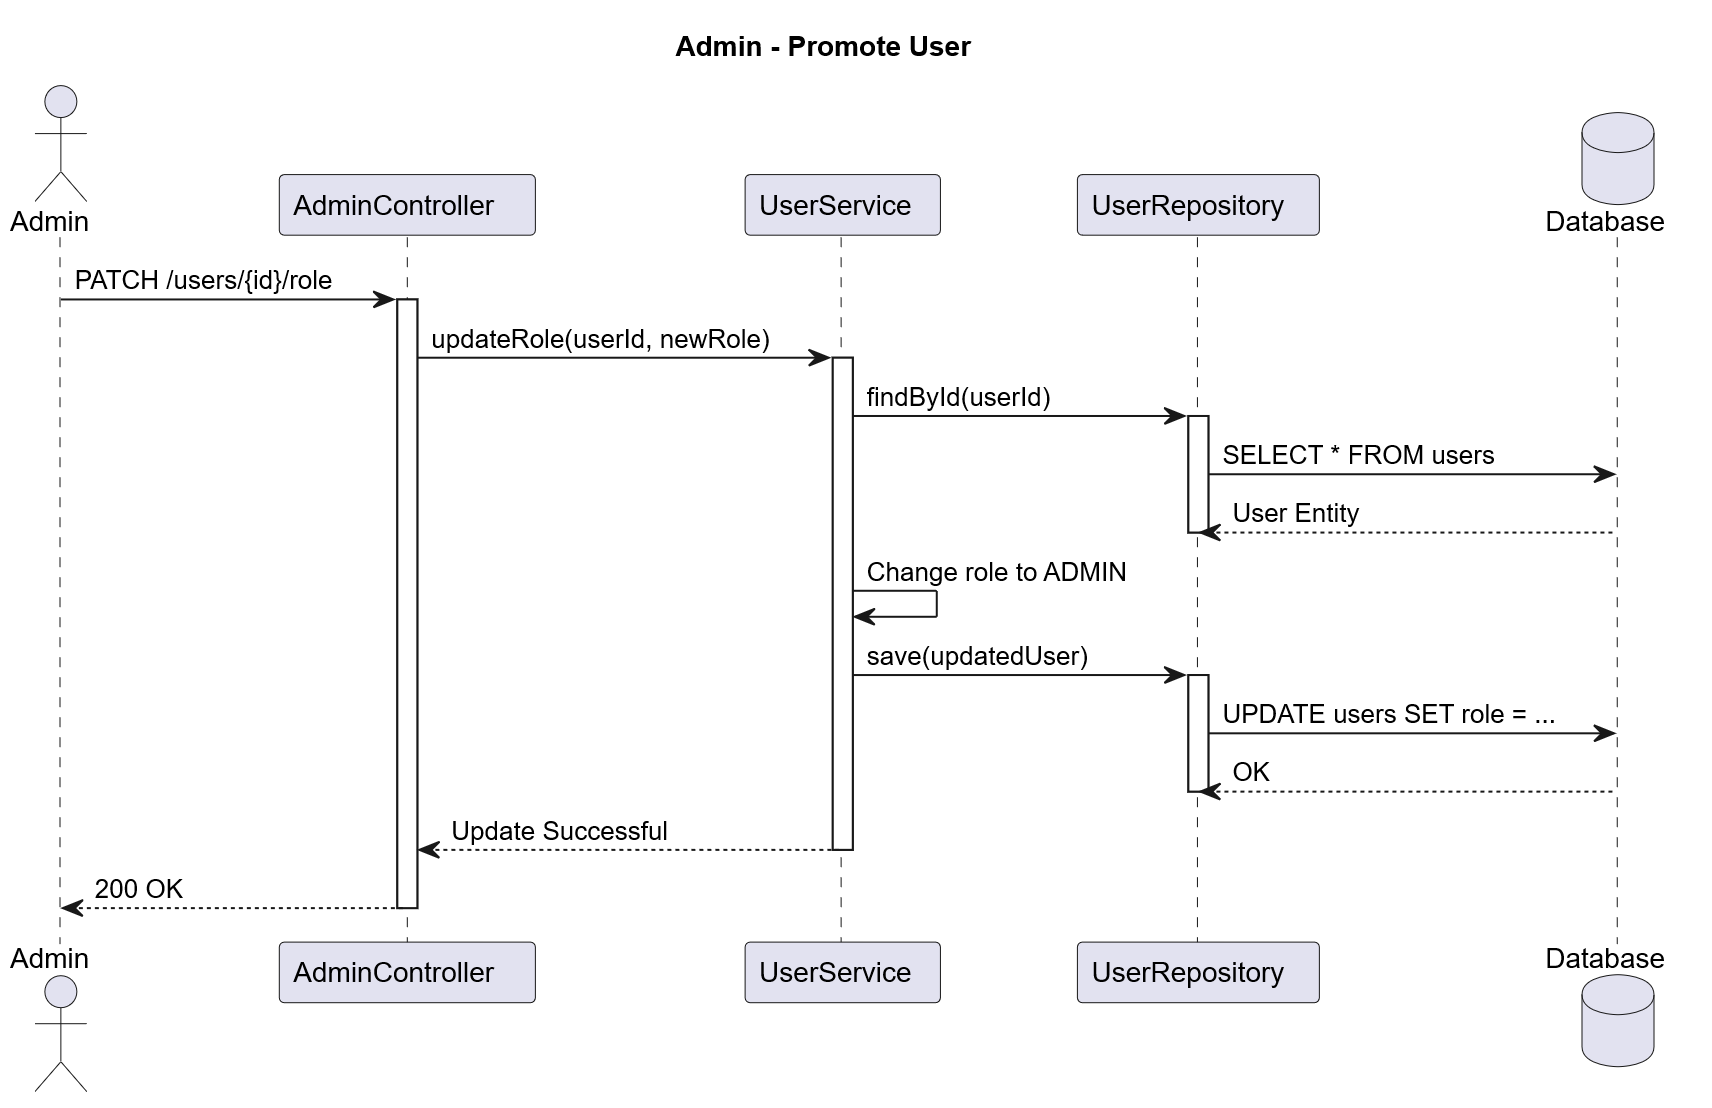 Admin - Promote User
Admin
AdminController
UserService
UserRepository
Database
PATCH /users/{id}/role
updateRole(userId, newRole)
findById(userId)
SELECT * FROM users
User Entity
Change role to ADMIN
save(updatedUser)
UPDATE users SET role = ...
OK
Update Successful
200 OK
Admin
AdminController
UserService
UserRepository
Database